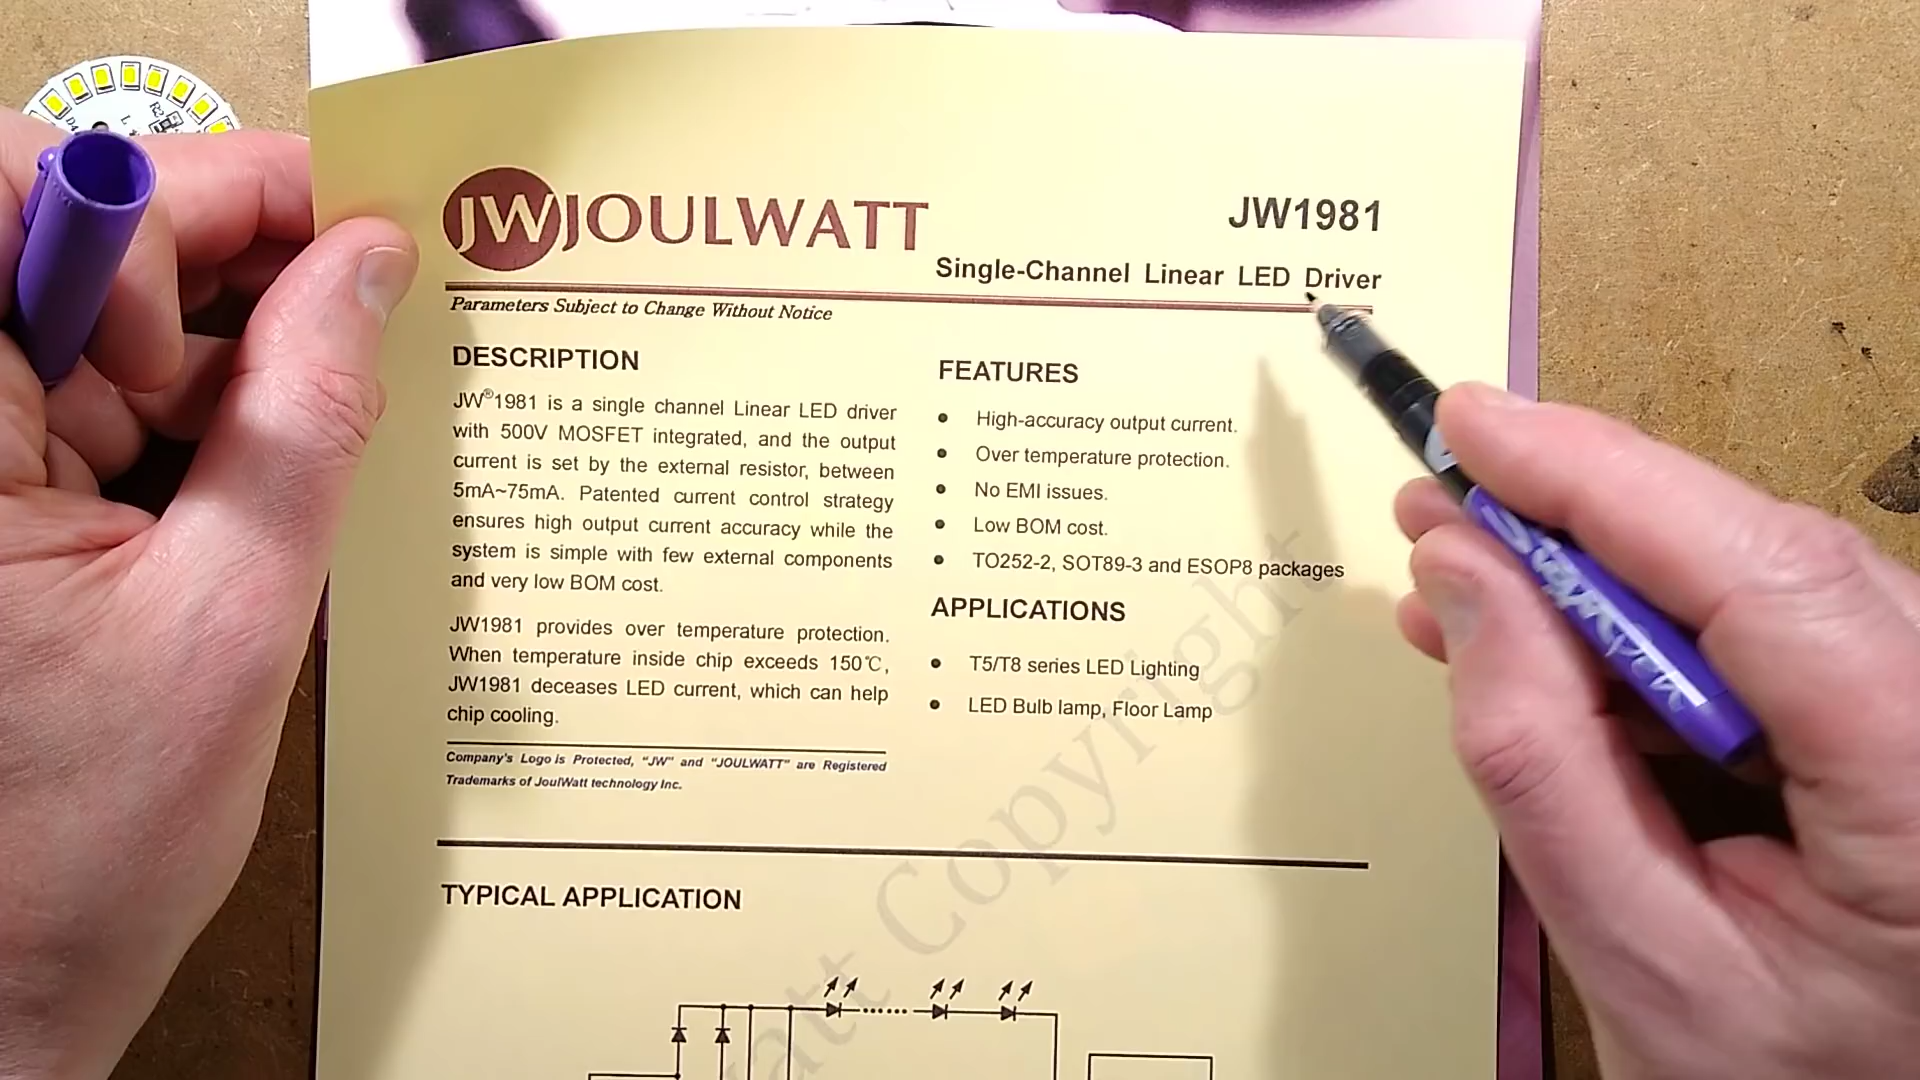 JW JOULWATT
JW1981
Single-Channel Linear LED Driver
Parameters Subject to Change Without Notice
DESCRIPTION
JW®1981 is a single channel Linear LED driver
with 500V MOSFET integrated, and the output
current is set by the external resistor, between
5mA~75mA. Patented current control strategy
ensures high output current accuracy while the
system is simple with few external components
and very low BOM cost.
JW1981 provides over temperature protection.
When temperature inside chip exceeds 150℃,
JW1981 deceases LED current, which can help
chip cooling.
Company's Logo is Protected, "JW" and "JOULWATT" are Registered
Trademarks of JoulWatt technology Inc.
FEATURES
● High-accuracy output current.
● Over temperature protection.
● No EMI issues.
● Low BOM cost.
● TO252-2, SOT89-3 and ESOP8 packages
APPLICATIONS
● T5/T8 series LED Lighting
● LED Bulb lamp, Floor Lamp
TYPICAL APPLICATION
att Copyright
R2
D4
L